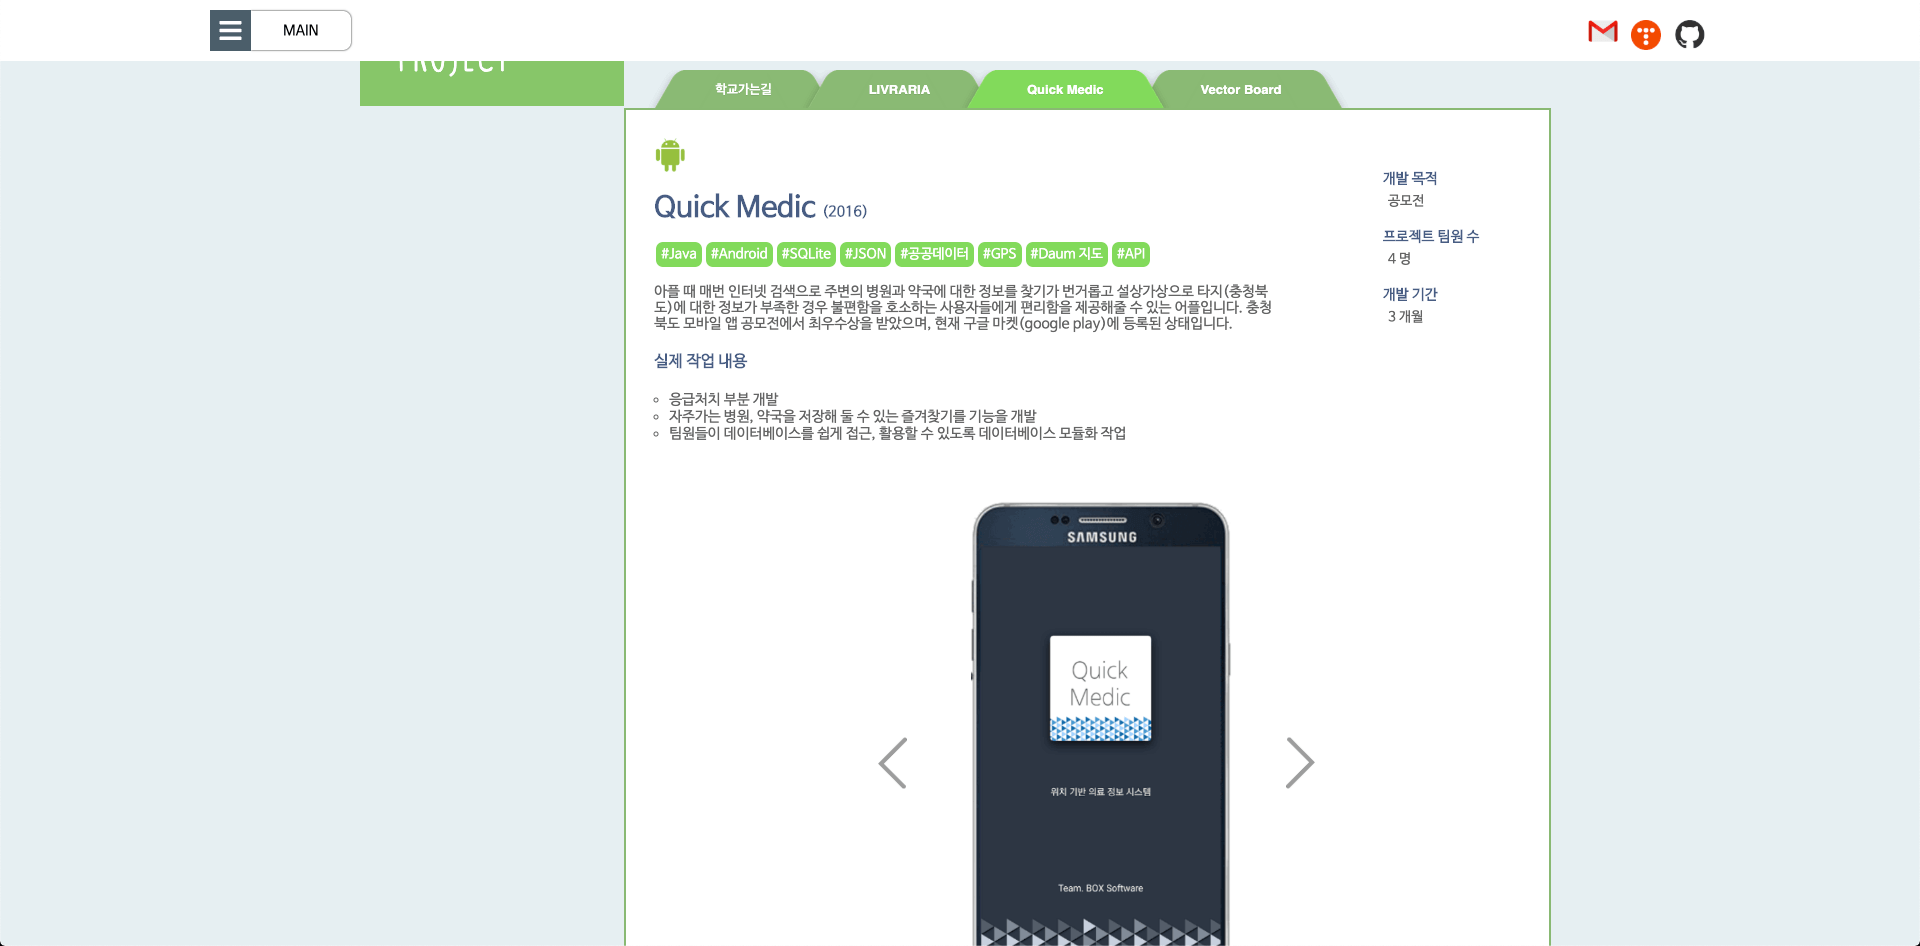 MAIN
PROJECT
학교가는길
LIVRARIA
Quick Medic
Vector Board
Quick Medic (2016)
#Java #Android #SQLite #JSON #공공데이터 #GPS #Daum 지도 #API
아플 때 매번 인터넷 검색으로 주변의 병원과 약국에 대한 정보를 찾기가 번거롭고 설상가상으로 타지(충청북
도)에 대한 정보가 부족한 경우 불편함을 호소하는 사용자들에게 편리함을 제공해줄 수 있는 어플입니다. 충청
북도 모바일 앱 공모전에서 최우수상을 받았으며, 현재 구글 마켓(google play)에 등록된 상태입니다.
실제 작업 내용
응급처치 부분 개발
자주가는 병원, 약국을 저장해 둘 수 있는 즐겨찾기를 기능을 개발
팀원들이 데이터베이스를 쉽게 접근, 활용할 수 있도록 데이터베이스 모듈화 작업
개발 목적
공모전
프로젝트 팀원 수
4 명
개발 기간
3 개월
SAMSUNG
Quick
Medic
위치 기반 의료 정보 시스템
Team. BOX Software